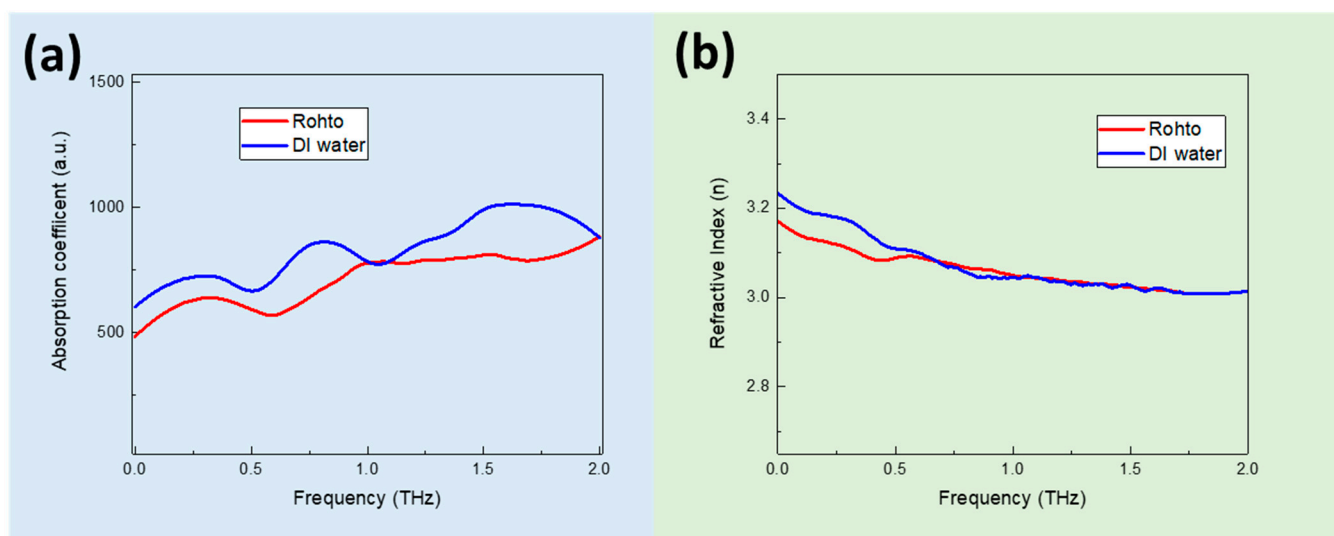 (a)
1500
1000
500
Absorption coeffiicent (a.u.)
Rohto
DI water
0.0 0.5 1.0 1.5 2.0
Frequency (THz)
(b)
3.4
3.2
3.0
2.8
Refractive Index (n)
Rohto
DI water
0.0 0.5 1.0 1.5 2.0
Frequency (THz)